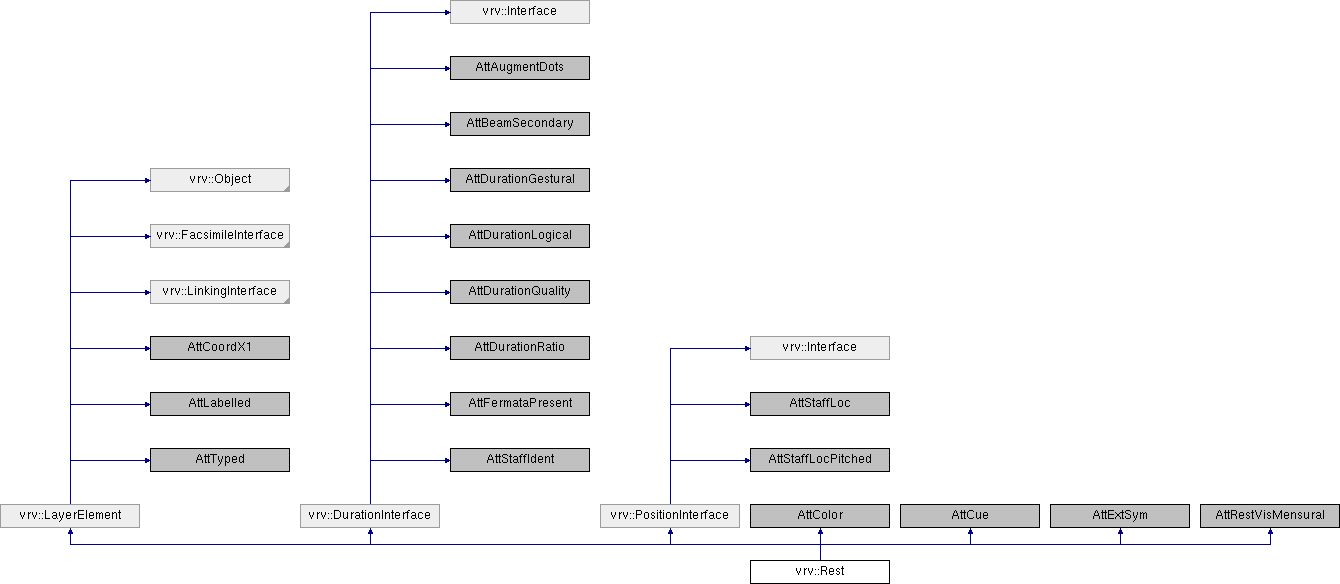 vrv::Interface
AttAugmentDots
AttBeamSecondary
vrv::Object
AttDurationGestural
vrv::FacsimileInterface
AttDurationLogical
vrv::LinkingInterface
AttDurationQuality
AttCoordX1
AttDurationRatio
vrv::Interface
AttLabelled
AttFermataPresent
AttStaffLoc
AttTyped
AttStaffIdent
AttStaffLocPitched
vrv::LayerElement
vrv::DurationInterface
vrv::PositionInterface
AttColor
AttCue
AttExtSym
AttRestVisMensural
vrv::Rest